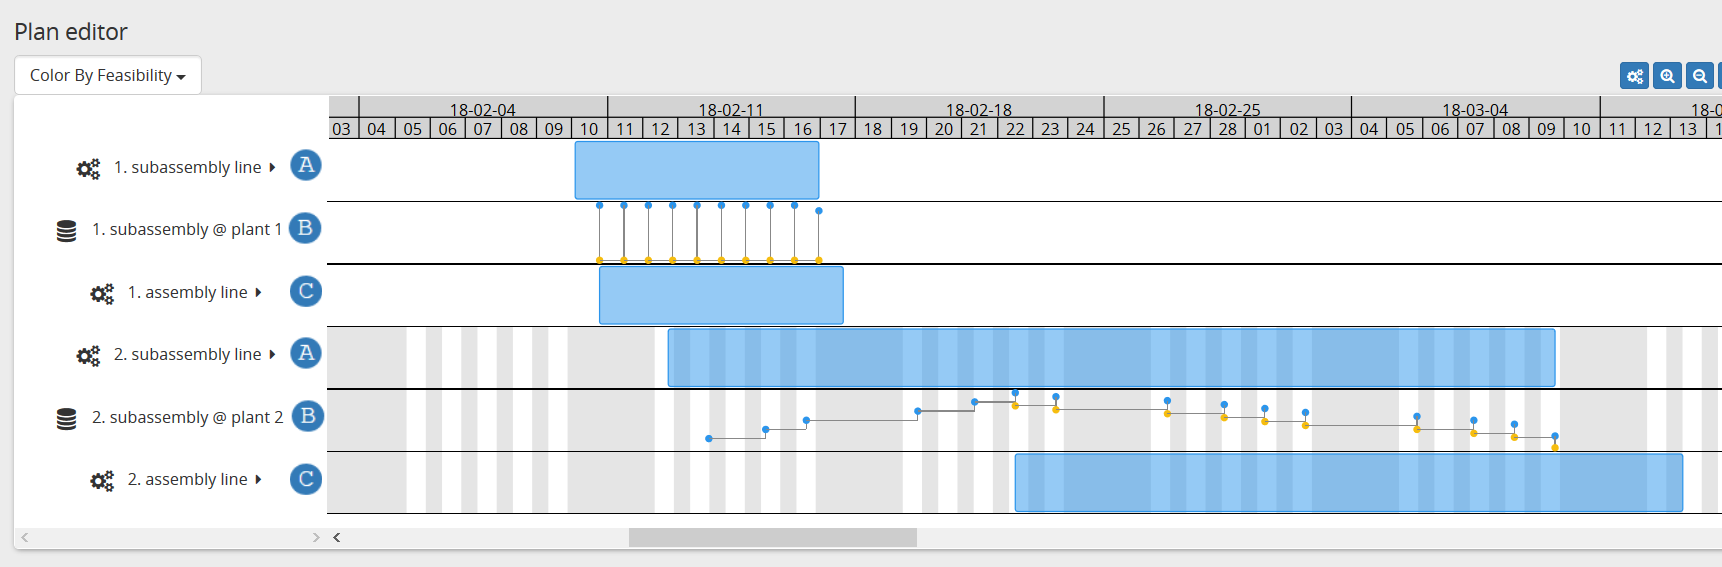 Plan editor
Color By Feasibility
18-02-04 18-02-11 18-02-18 18-02-25 18-03-04 18-0
03 04 05 06 07 08 09 10 11 12 13 14 15 16 17 18 19 20 21 22 23 24 25 26 27 28 01 02 03 04 05 06 07 08 09 10 11 12 13 1
1. subassembly line A
1. subassembly @ plant 1 B
1. assembly line C
2. subassembly line A
2. subassembly @ plant 2 B
2. assembly line C